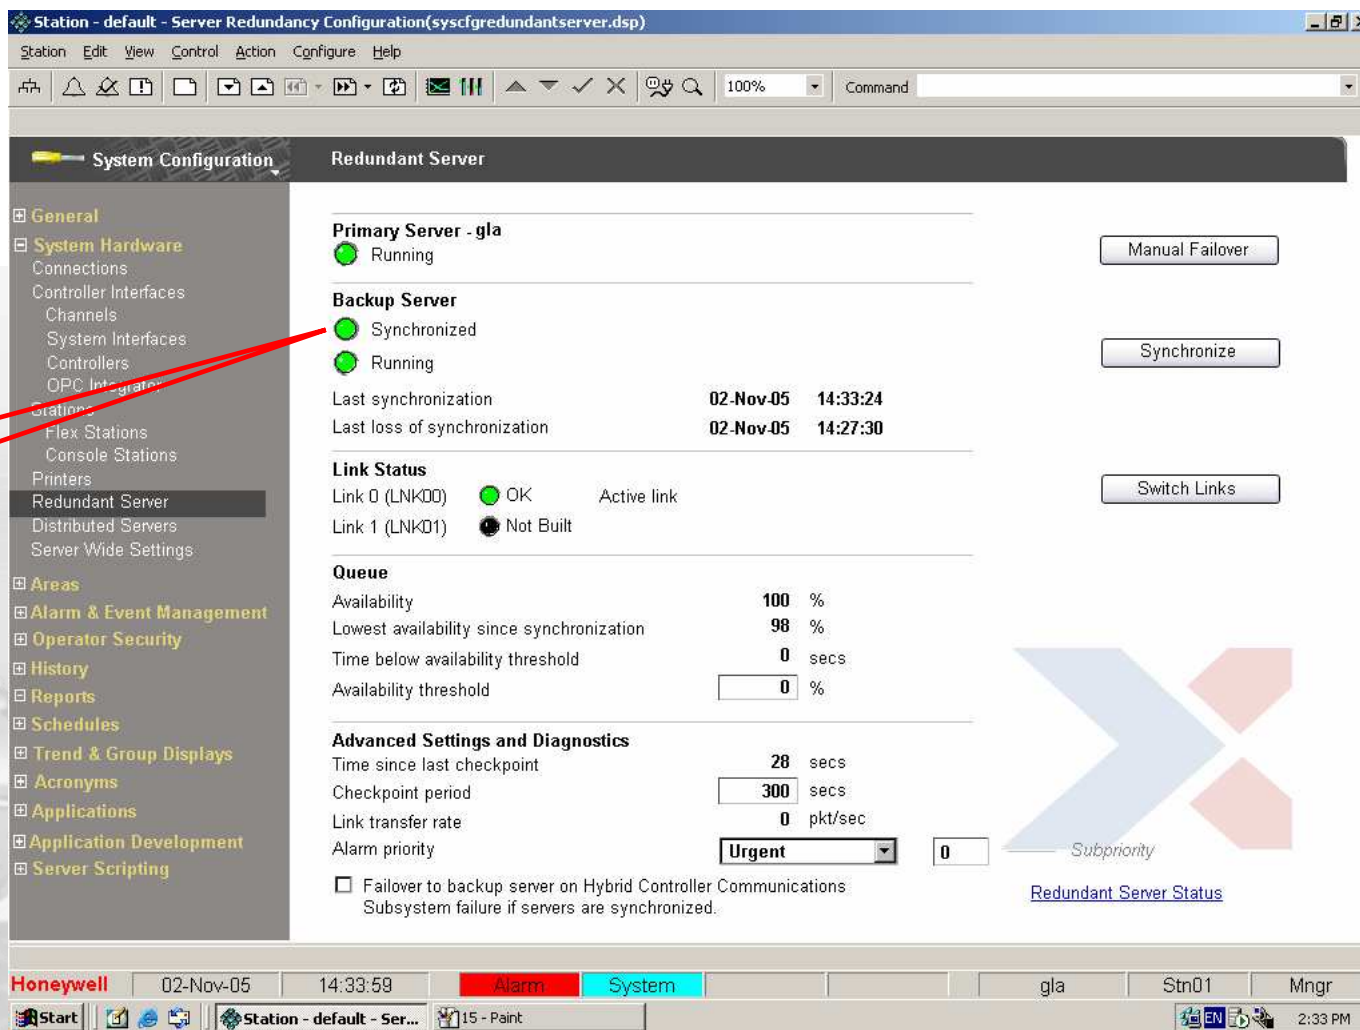 Station - default - Server Redundancy Configuration(syscfgredundantserver.dsp)
Station Edit View Control Action Configure Help
100% Command
System Configuration
Redundant Server
General
System Hardware
Connections
Controller Interfaces
Channels
System Interfaces
Controllers
OPC Integrator
Stations
Flex Stations
Console Stations
Printers
Redundant Server
Distributed Servers
Server Wide Settings
Areas
Alarm & Event Management
Operator Security
History
Reports
Schedules
Trend & Group Displays
Acronyms
Applications
Application Development
Server Scripting
Primary Server - gla
Running
Manual Failover
Backup Server
Synchronized
Running
Synchronize
Last synchronization 02-Nov-05 14:33:24
Last loss of synchronization 02-Nov-05 14:27:30
Link Status
Link 0 (LNK00) OK Active link
Link 1 (LNK01) Not Built
Switch Links
Queue
Availability 100 %
Lowest availability since synchronization 98 %
Time below availability threshold 0 secs
Availability threshold 0 %
Advanced Settings and Diagnostics
Time since last checkpoint 28 secs
Checkpoint period 300 secs
Link transfer rate 0 pkt/sec
Alarm priority Urgent 0 Subpriority
Failover to backup server on Hybrid Controller Communications
Subsystem failure if servers are synchronized.
Redundant Server Status
Honeywell 02-Nov-05 14:33:59 Alarm System gla Stn01 Mngr
Start Station - default - Ser... 15 - Paint EN 2:33 PM